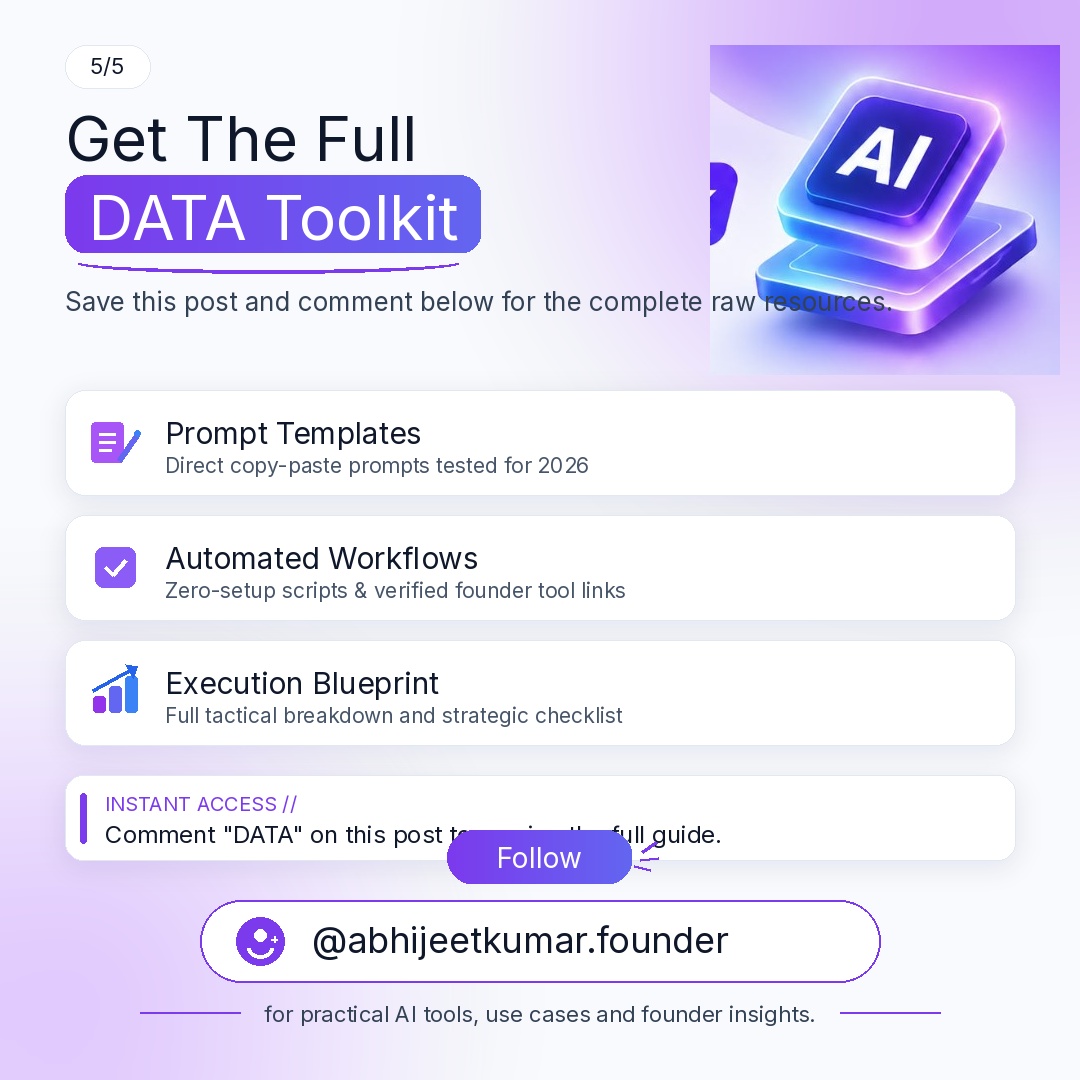 5/5
Get The Full
DATA Toolkit
AI
Save this post and comment below for the complete raw resources.
Prompt Templates
Direct copy-paste prompts tested for 2026
Automated Workflows
Zero-setup scripts & verified founder tool links
Execution Blueprint
Full tactical breakdown and strategic checklist
INSTANT ACCESS //
Comment "DATA" on this post full guide.
Follow
@abhijeetkumar.founder
for practical AI tools, use cases and founder insights.